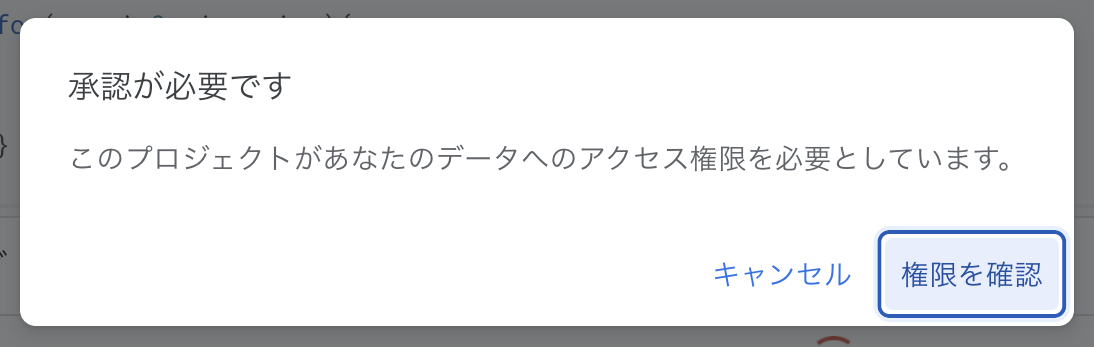 承認が必要です
このプロジェクトがあなたのデータへのアクセス権限を必要としています。
キャンセル
権限を確認